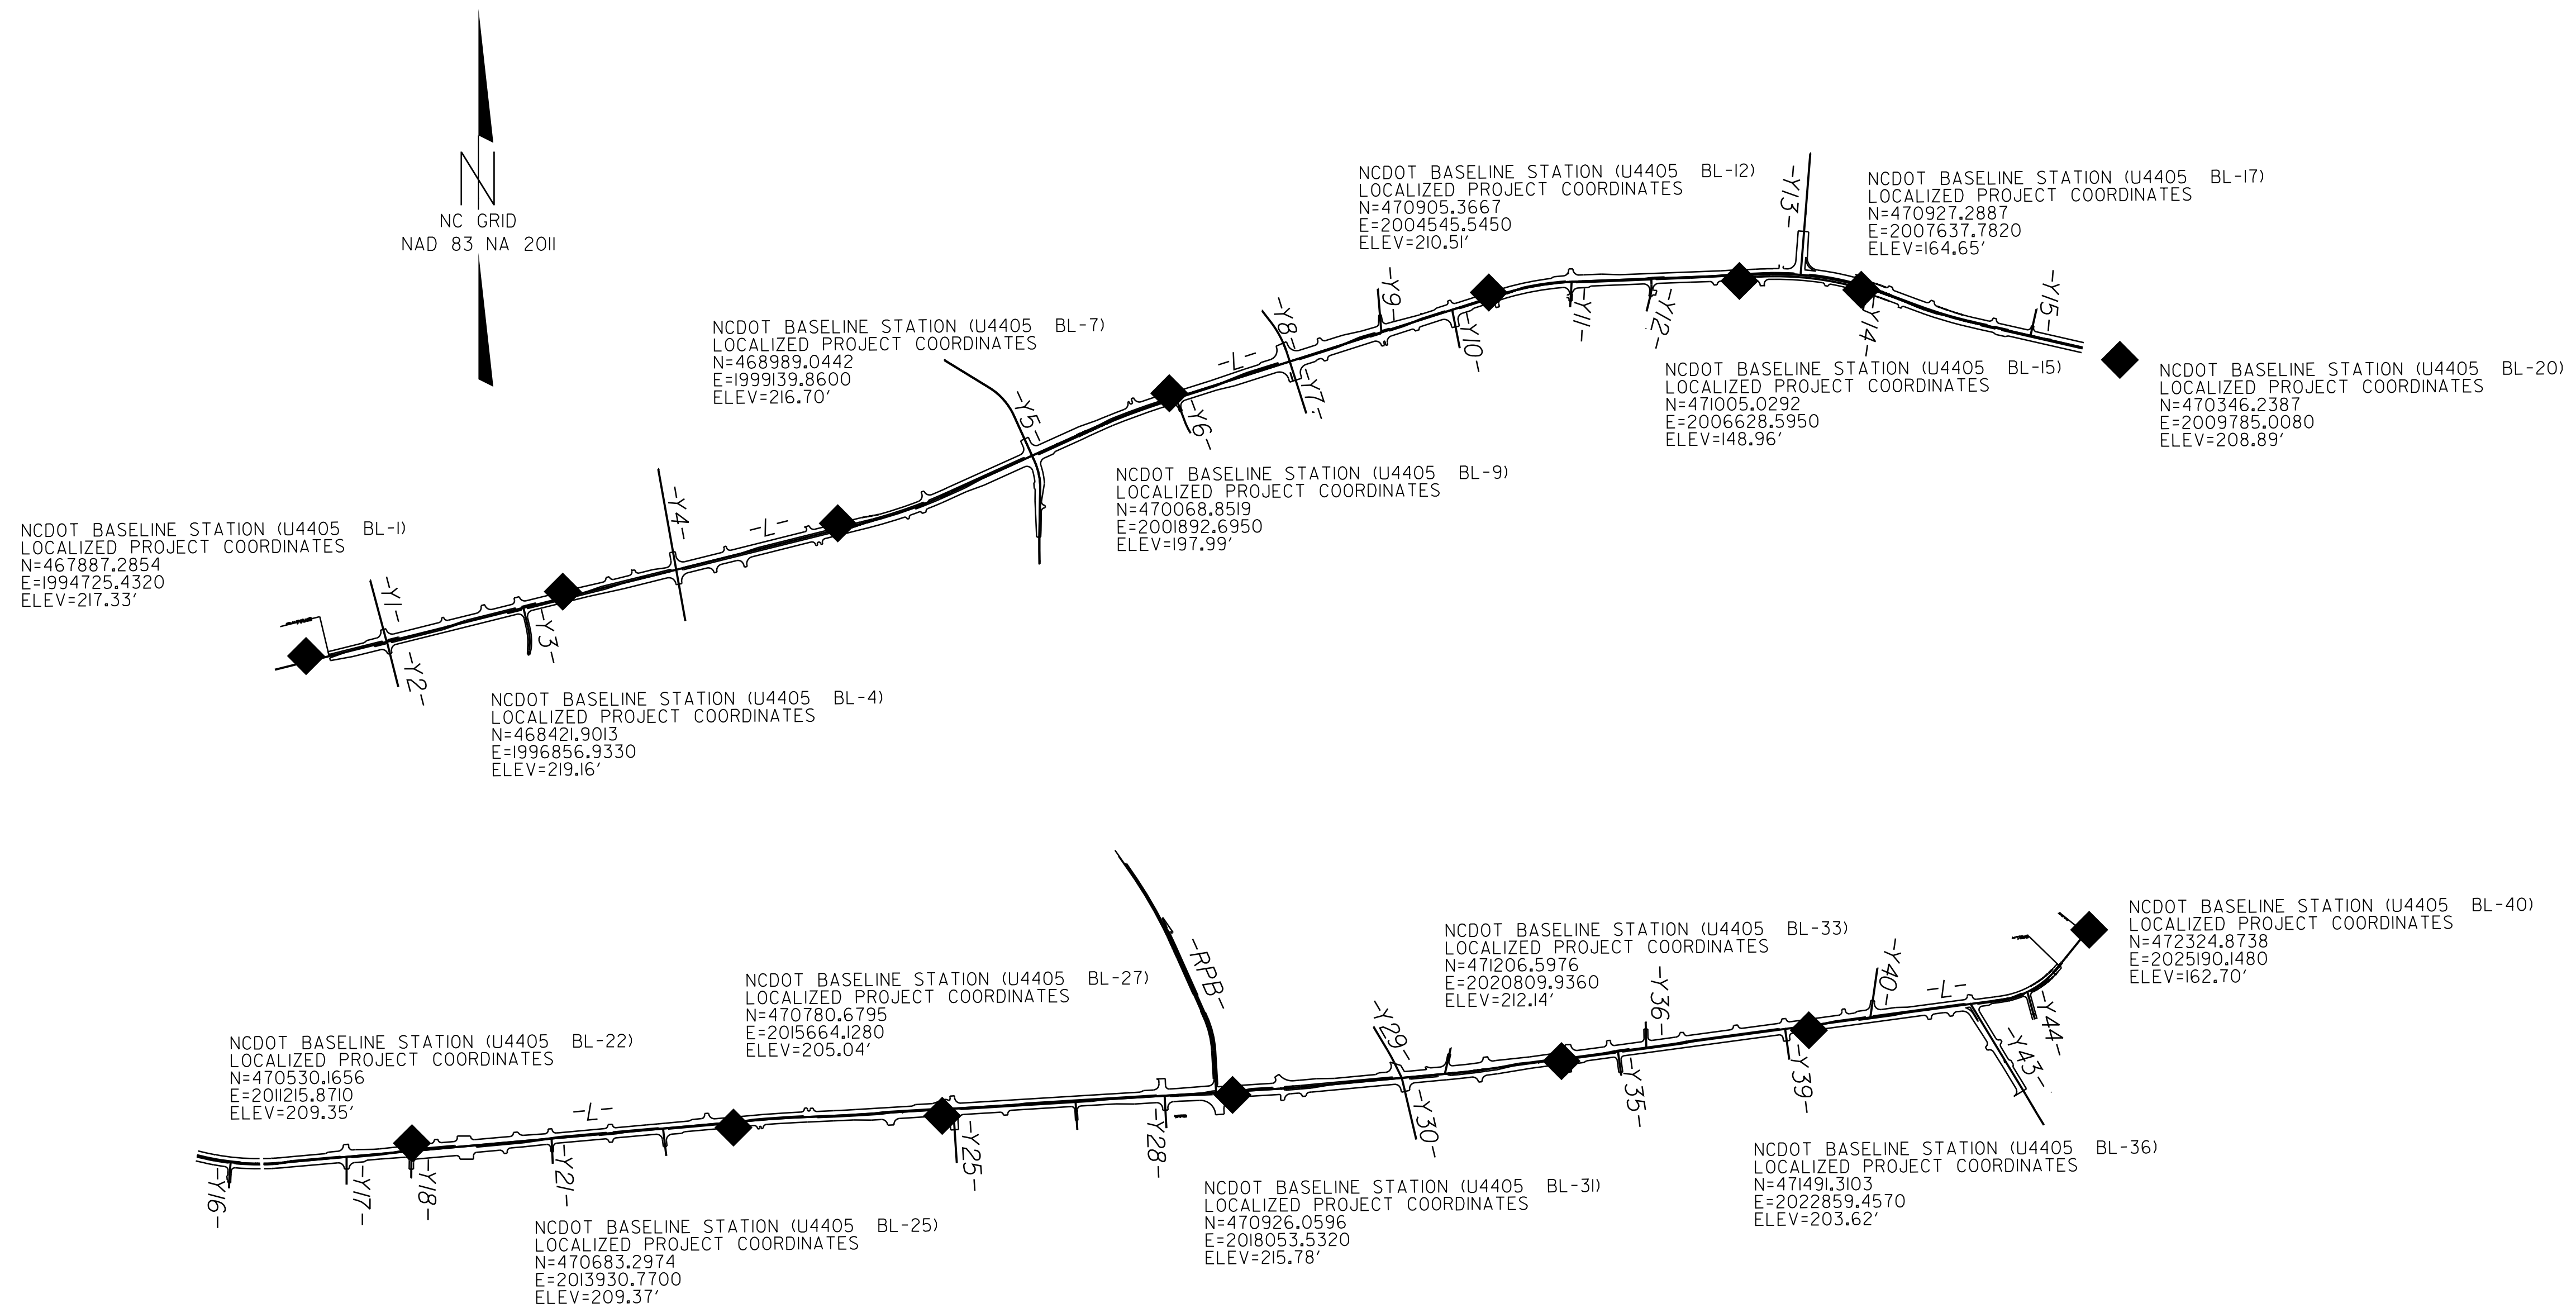 N
NC GRID
NAD 83 NA 2011
NCDOT BASELINE STATION (U4405 BL-1)
LOCALIZED PROJECT COORDINATES
N=467887.2854
E=1994725.4320
ELEV=217.33'
-Y1-
-Y2-
-Y3-
NCDOT BASELINE STATION (U4405 BL-4)
LOCALIZED PROJECT COORDINATES
N=468421.9013
E=1996856.9330
ELEV=219.16'
-Y4-
-L-
NCDOT BASELINE STATION (U4405 BL-7)
LOCALIZED PROJECT COORDINATES
N=468989.0442
E=1999139.8600
ELEV=216.70'
-Y5-
-Y6-
NCDOT BASELINE STATION (U4405 BL-9)
LOCALIZED PROJECT COORDINATES
N=470068.8519
E=2001892.6950
ELEV=197.99'
-L-
-Y8-
-Y7-
-Y9-
-Y10-
NCDOT BASELINE STATION (U4405 BL-12)
LOCALIZED PROJECT COORDINATES
N=470905.3667
E=2004545.5450
ELEV=210.51'
-Y11-
-Y12-
NCDOT BASELINE STATION (U4405 BL-15)
LOCALIZED PROJECT COORDINATES
N=471005.0292
E=2006628.5950
ELEV=148.96'
-Y13-
NCDOT BASELINE STATION (U4405 BL-17)
LOCALIZED PROJECT COORDINATES
N=470927.2887
E=2007637.7820
ELEV=164.65'
-Y14-
-Y15-
NCDOT BASELINE STATION (U4405 BL-20)
LOCALIZED PROJECT COORDINATES
N=470346.2387
E=2009785.0080
ELEV=208.89'
NCDOT BASELINE STATION (U4405 BL-22)
LOCALIZED PROJECT COORDINATES
N=470530.1656
E=2011215.8710
ELEV=209.35'
-Y16-
-Y17-
-Y18-
-L-
-Y21-
NCDOT BASELINE STATION (U4405 BL-25)
LOCALIZED PROJECT COORDINATES
N=470683.2974
E=2013930.7700
ELEV=209.37'
NCDOT BASELINE STATION (U4405 BL-27)
LOCALIZED PROJECT COORDINATES
N=470780.6795
E=2015664.1280
ELEV=205.04'
-Y25-
-Y28-
-RPB-
NCDOT BASELINE STATION (U4405 BL-31)
LOCALIZED PROJECT COORDINATES
N=470926.0596
E=2018053.5320
ELEV=215.78'
-Y29-
-Y30-
NCDOT BASELINE STATION (U4405 BL-33)
LOCALIZED PROJECT COORDINATES
N=471206.5976
E=2020809.9360
ELEV=212.14'
-Y36-
-Y35-
-Y39-
NCDOT BASELINE STATION (U4405 BL-36)
LOCALIZED PROJECT COORDINATES
N=471491.3103
E=2022859.4570
ELEV=203.62'
-Y40-
-L-
-Y43-
-Y44-
NCDOT BASELINE STATION (U4405 BL-40)
LOCALIZED PROJECT COORDINATES
N=472324.8738
E=2025190.1480
ELEV=162.70'